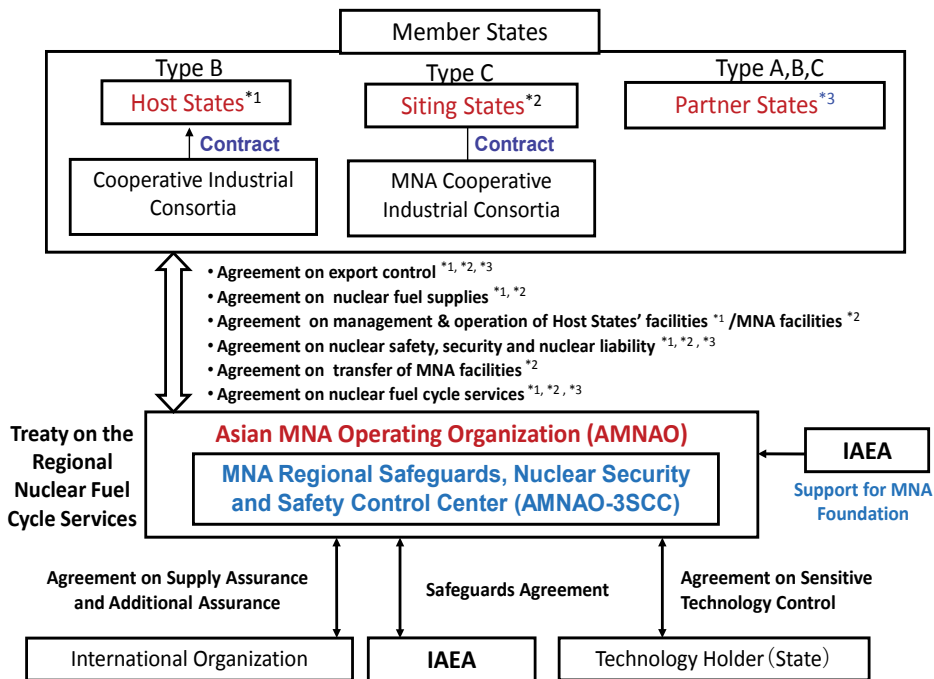 Member States
Type B
Type C
Type A,B,C
Host States*1
Siting States*2
Partner States*3
Contract
Contract
Cooperative Industrial
Consortia
MNA Cooperative
Industrial Consortia
• Agreement on export control *1, *2, *3
• Agreement on nuclear fuel supplies *1, *2
• Agreement on management & operation of Host States' facilities *1 /MNA facilities *2
• Agreement on nuclear safety, security and nuclear liability *1, *2 , *3
• Agreement on transfer of MNA facilities *2
• Agreement on nuclear fuel cycle services *1, *2 , *3
Treaty on the
Regional
Nuclear Fuel
Cycle Services
Asian MNA Operating Organization (AMNAO)
MNA Regional Safeguards, Nuclear Security
and Safety Control Center (AMNAO-3SCC)
IAEA
Support for MNA
Foundation
Agreement on Supply Assurance
and Additional Assurance
Safeguards Agreement
Agreement on Sensitive
Technology Control
International Organization
IAEA
Technology Holder (State)